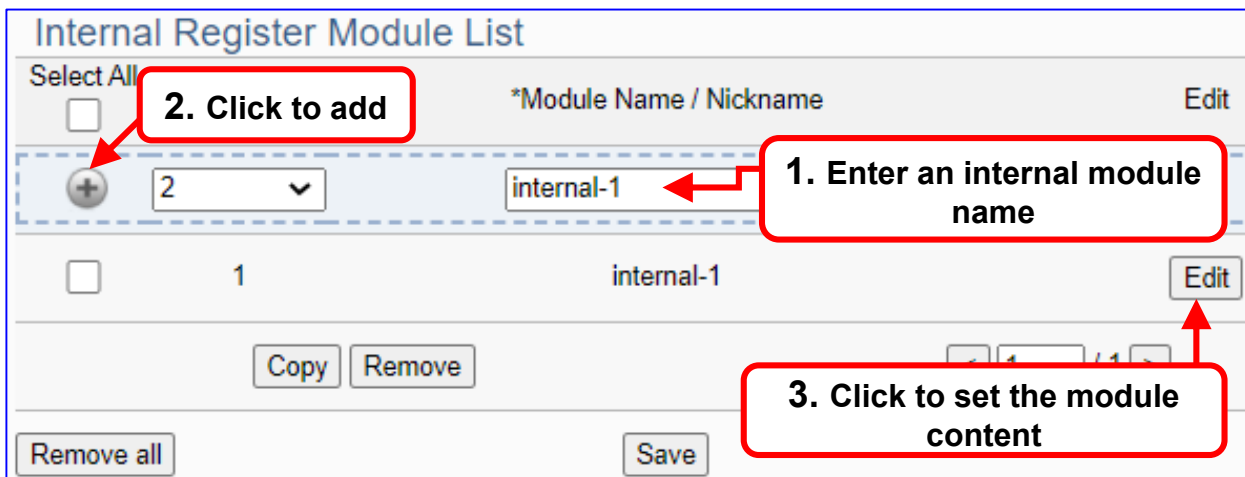 Internal Register Module List
Select All
2. Click to add
*Module Name / Nickname
Edit
2
internal-1
1. Enter an internal module
name
1
internal-1
Edit
Copy
Remove
1
/ 1
3. Click to set the module
content
Remove all
Save